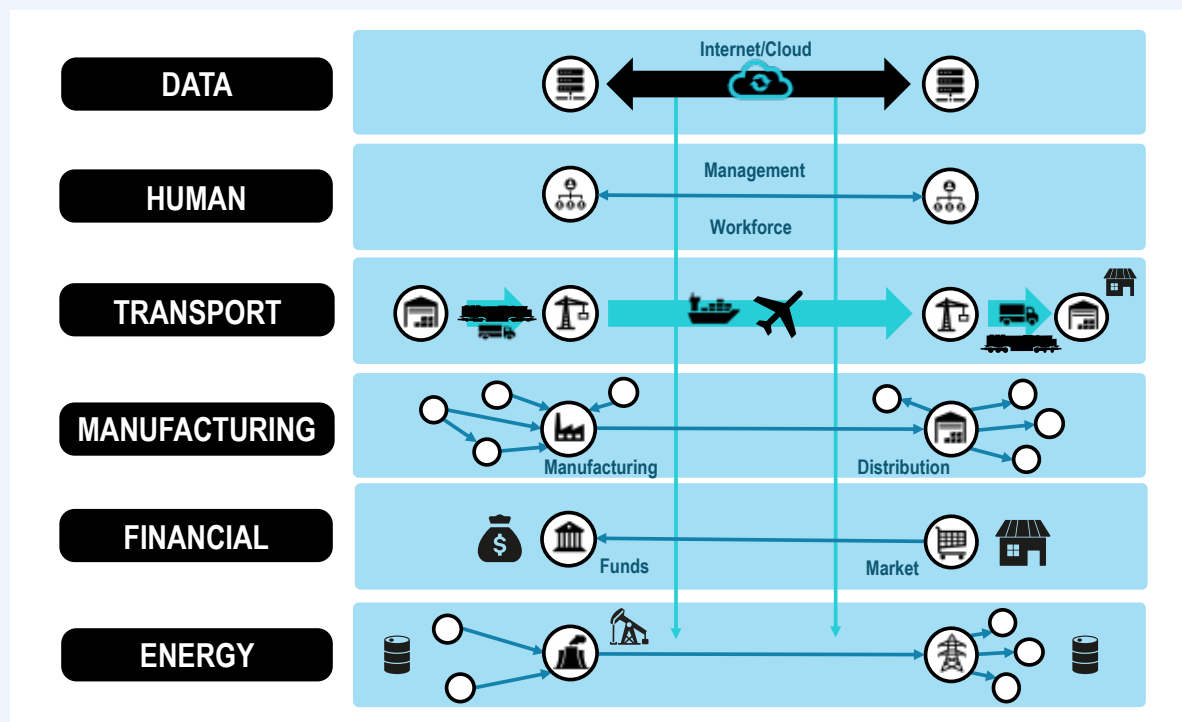 DATA
Internet/Cloud
HUMAN
Management
Workforce
TRANSPORT
MANUFACTURING
Manufacturing
Distribution
FINANCIAL
$
Funds
Market
ENERGY